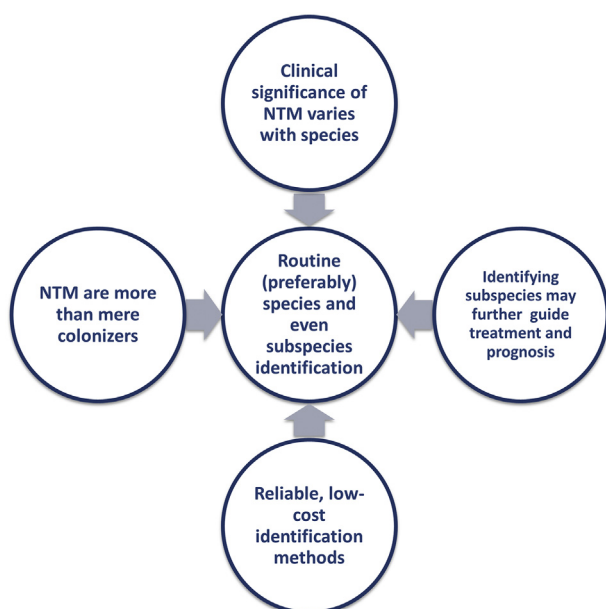 Clinical
significance of
NTM varies
with species
NTM are more
than mere
colonizers
Routine
(preferably)
species and
even
subspecies
identification
Identifying
subspecies may
further guide
treatment and
prognosis
Reliable, low-
cost
identification
methods